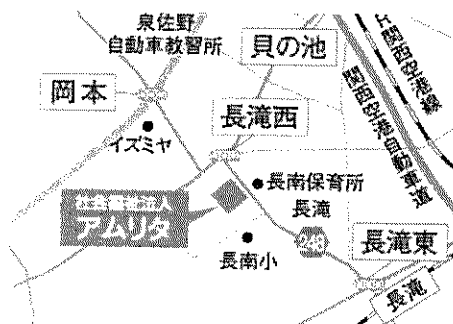 泉佐野
自動車教習所
貝の池
JR関西空港線
関西空港自動車道
岡本
長滝西
イズミヤ
長南保育所
長滝
アムリタ
長南小
249
長滝東
長滝